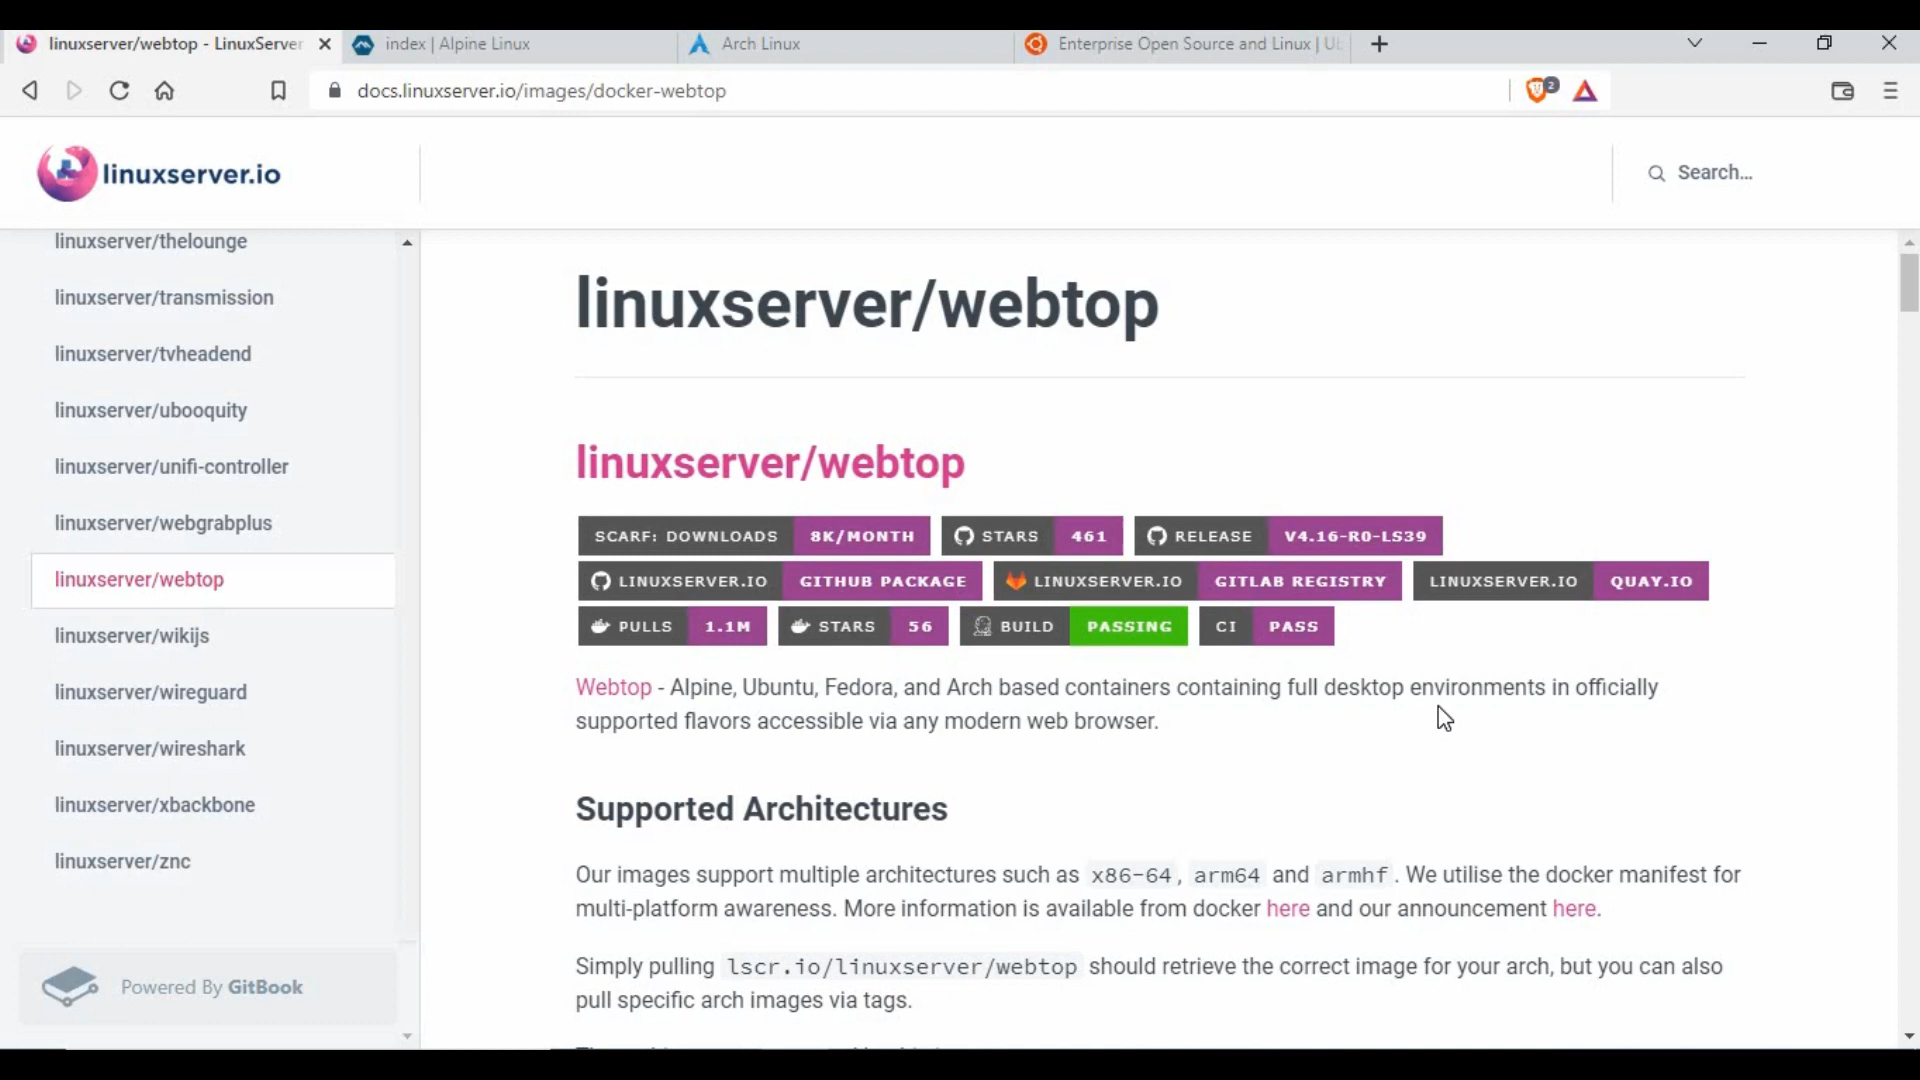 linuxserver/webtop - LinuxServer
index | Alpine Linux
Arch Linux
Enterprise Open Source and Linux | Ub
docs.linuxserver.io/images/docker-webtop
2
linuxserver.io
Search...
linuxserver/thelounge
linuxserver/transmission
linuxserver/tvheadend
linuxserver/ubooquity
linuxserver/unifi-controller
linuxserver/webgrabplus
linuxserver/webtop
linuxserver/wikijs
linuxserver/wireguard
linuxserver/wireshark
linuxserver/xbackbone
linuxserver/znc
Powered By GitBook
linuxserver/webtop
linuxserver/webtop
SCARF: DOWNLOADS 8K/MONTH STARS 461 RELEASE V4.16-R0-LS39
LINUXSERVER.IO GITHUB PACKAGE LINUXSERVER.IO GITLAB REGISTRY LINUXSERVER.IO QUAY.IO
PULLS 1.1M STARS 56 BUILD PASSING CI PASS
Webtop - Alpine, Ubuntu, Fedora, and Arch based containers containing full desktop environments in officially
supported flavors accessible via any modern web browser.
Supported Architectures
Our images support multiple architectures such as x86-64, arm64 and armhf. We utilise the docker manifest for
multi-platform awareness. More information is available from docker here and our announcement here.
Simply pulling lscr.io/linuxserver/webtop should retrieve the correct image for your arch, but you can also
pull specific arch images via tags.